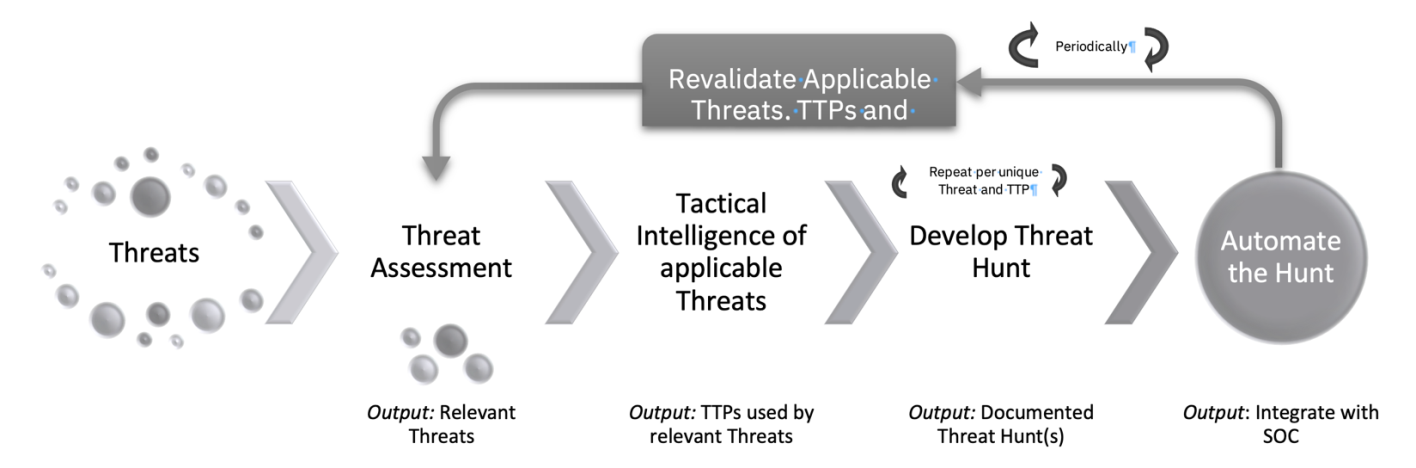 Periodically¶
Revalidate·Applicable·
Threats.·TTPs·and·
Repeat·per·unique·
Threat·and·TTP¶
Threats
Threat
Assessment
Tactical
Intelligence of
applicable
Threats
Develop Threat
Hunt
Automate
the Hunt
Output: Relevant
Threats
Output: TTPs used by
relevant Threats
Output: Documented
Threat Hunt(s)
Output: Integrate with
SOC